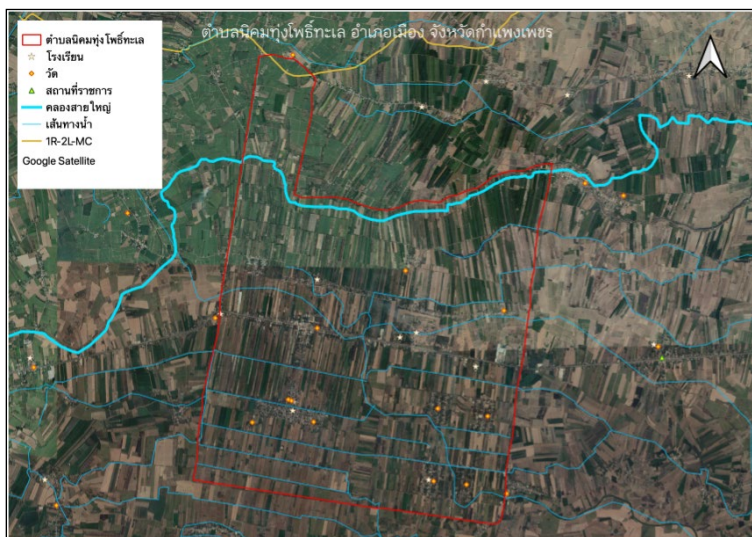 ตำบลนิคมทุ่งโพธิ์ทะเล อำเภอเมือง จังหวัดกำแพงเพชร
ตำบลนิคมทุ่งโพธิ์ทะเล
โรงเรียน
วัด
สถานที่ราชการ
คลองสายใหญ่
เส้นทางน้ำ
1R-2L-MC
Google Satellite